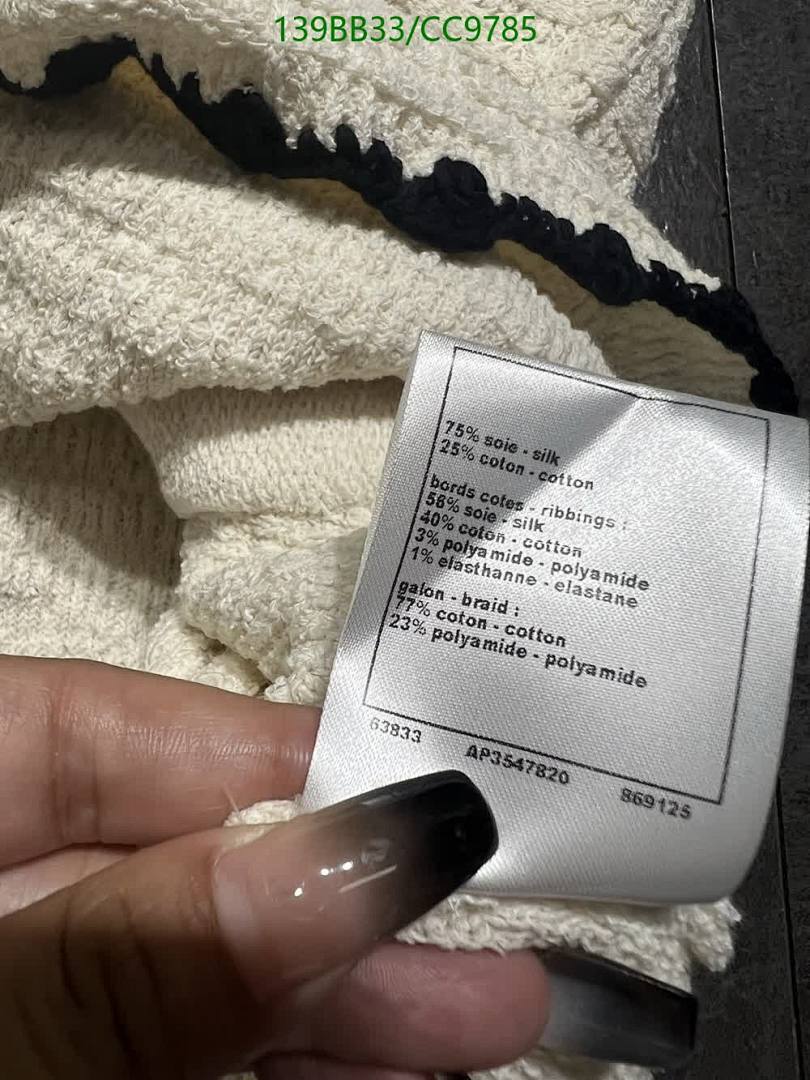 139BB33/CC9785
75% soie - silk
25% coton - cotton
bords cotes - ribbings :
58% soie - silk
40% coton - cotton
3% polyamide - polyamide
1% elasthanne - elastane
galon - braid :
77% coton - cotton
23% polyamide - polyamide
63833 AP3547820 869125